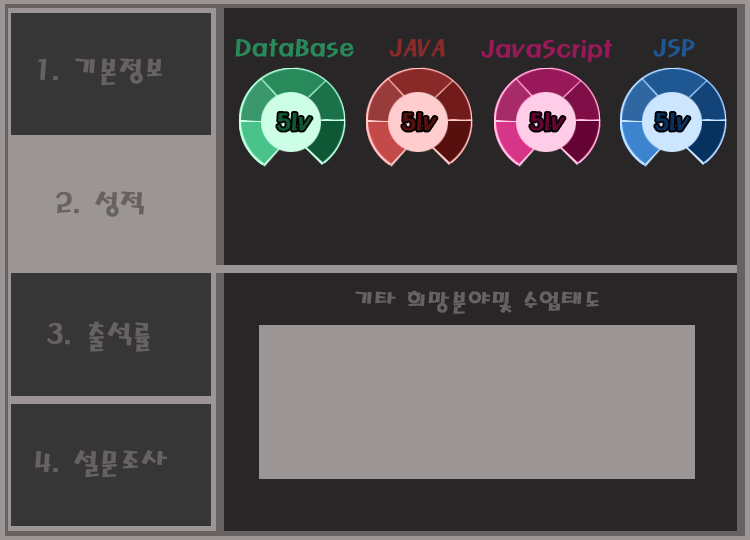 1. 기본정보
2. 성적
3. 출석률
4. 설문조사
DataBase JAVA JavaScript JSP
5lv 5lv 5lv 5lv
기타 희망분야및 수업태도